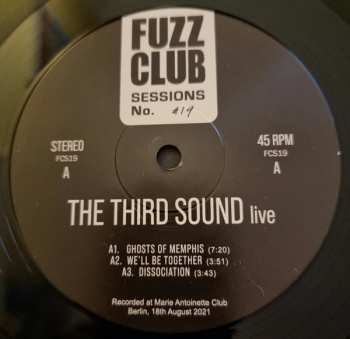 FUZZ
CLUB
SESSIONS
No. #19
STEREO
FCS19
A
45 RPM
FCS19
A
THE THIRD SOUND live
A1. GHOSTS OF MEMPHIS (7:20)
A2. WE'LL BE TOGETHER (3:51)
A3. DISSOCIATION (3:43)
Recorded at Marie Antoinette Club
Berlin, 18th August 2021